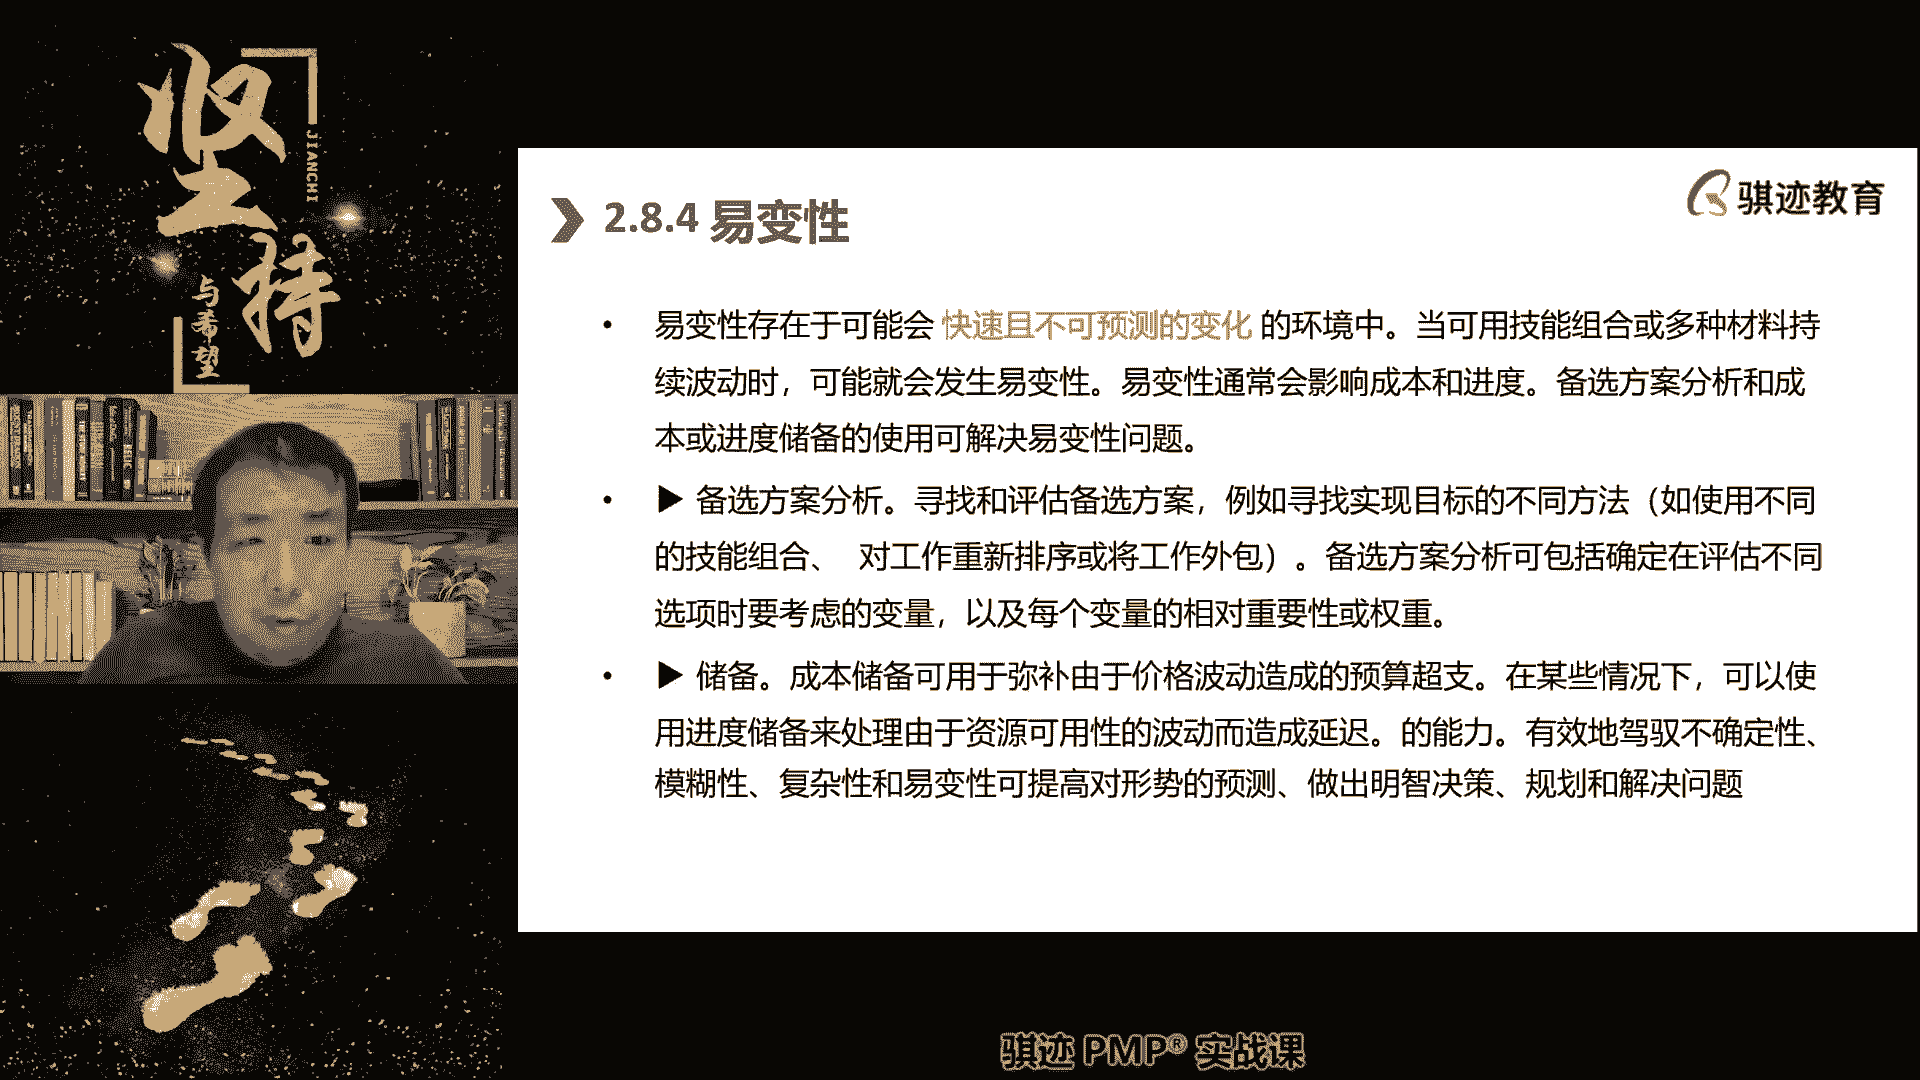 坚持
JIANCHI
与希望
骐迹教育
2.8.4 易变性
• 易变性存在于可能会 快速且不可预测的变化 的环境中。当可用技能组合或多种材料持
续波动时，可能就会发生易变性。易变性通常会影响成本和进度。备选方案分析和成
本或进度储备的使用可解决易变性问题。
• ▶ 备选方案分析。寻找和评估备选方案，例如寻找实现目标的不同方法（如使用不同
的技能组合、 对工作重新排序或将工作外包）。备选方案分析可包括确定在评估不同
选项时要考虑的变量，以及每个变量的相对重要性或权重。
• ▶ 储备。成本储备可用于弥补由于价格波动造成的预算超支。在某些情况下，可以使
用进度储备来处理由于资源可用性的波动而造成延迟。的能力。有效地驾驭不确定性、
模糊性、复杂性和易变性可提高对形势的预测、做出明智决策、规划和解决问题
骐迹 PMP® 实战课